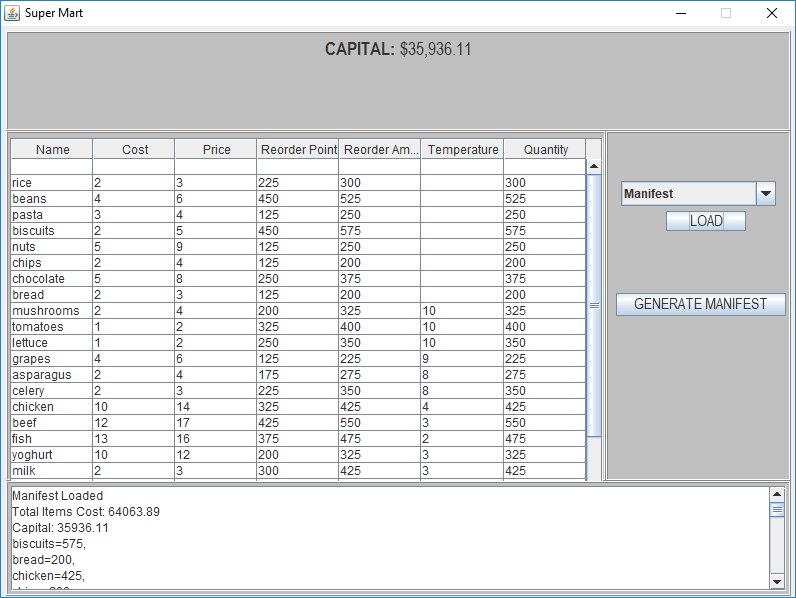 Super Mart
CAPITAL: $35,936.11
Name Cost Price Reorder Point Reorder Am... Temperature Quantity
rice 2 3 225 300 300
beans 4 6 450 525 525
pasta 3 4 125 250 250
biscuits 2 5 450 575 575
nuts 5 9 125 250 250
chips 2 4 125 200 200
chocolate 5 8 250 375 375
bread 2 3 125 200 200
mushrooms 2 4 200 325 10 325
tomatoes 1 2 325 400 10 400
lettuce 1 2 250 350 10 350
grapes 4 6 125 225 9 225
asparagus 2 4 175 275 8 275
celery 2 3 225 350 8 350
chicken 10 14 325 425 4 425
beef 12 17 425 550 3 550
fish 13 16 375 475 2 475
yoghurt 10 12 200 325 3 325
milk 2 3 300 425 3 425
Manifest
LOAD
GENERATE MANIFEST
Manifest Loaded
Total Items Cost: 64063.89
Capital: 35936.11
biscuits=575,
bread=200,
chicken=425,